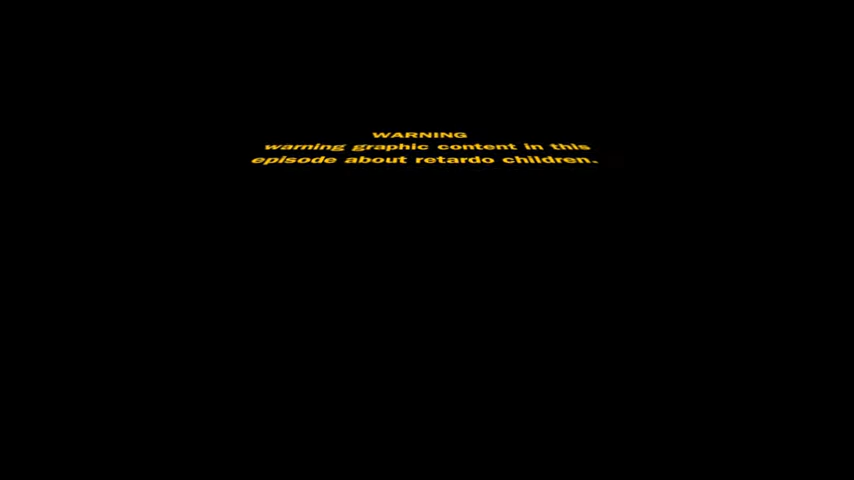 WARNING
warning graphic content in this
episode about retardo children.